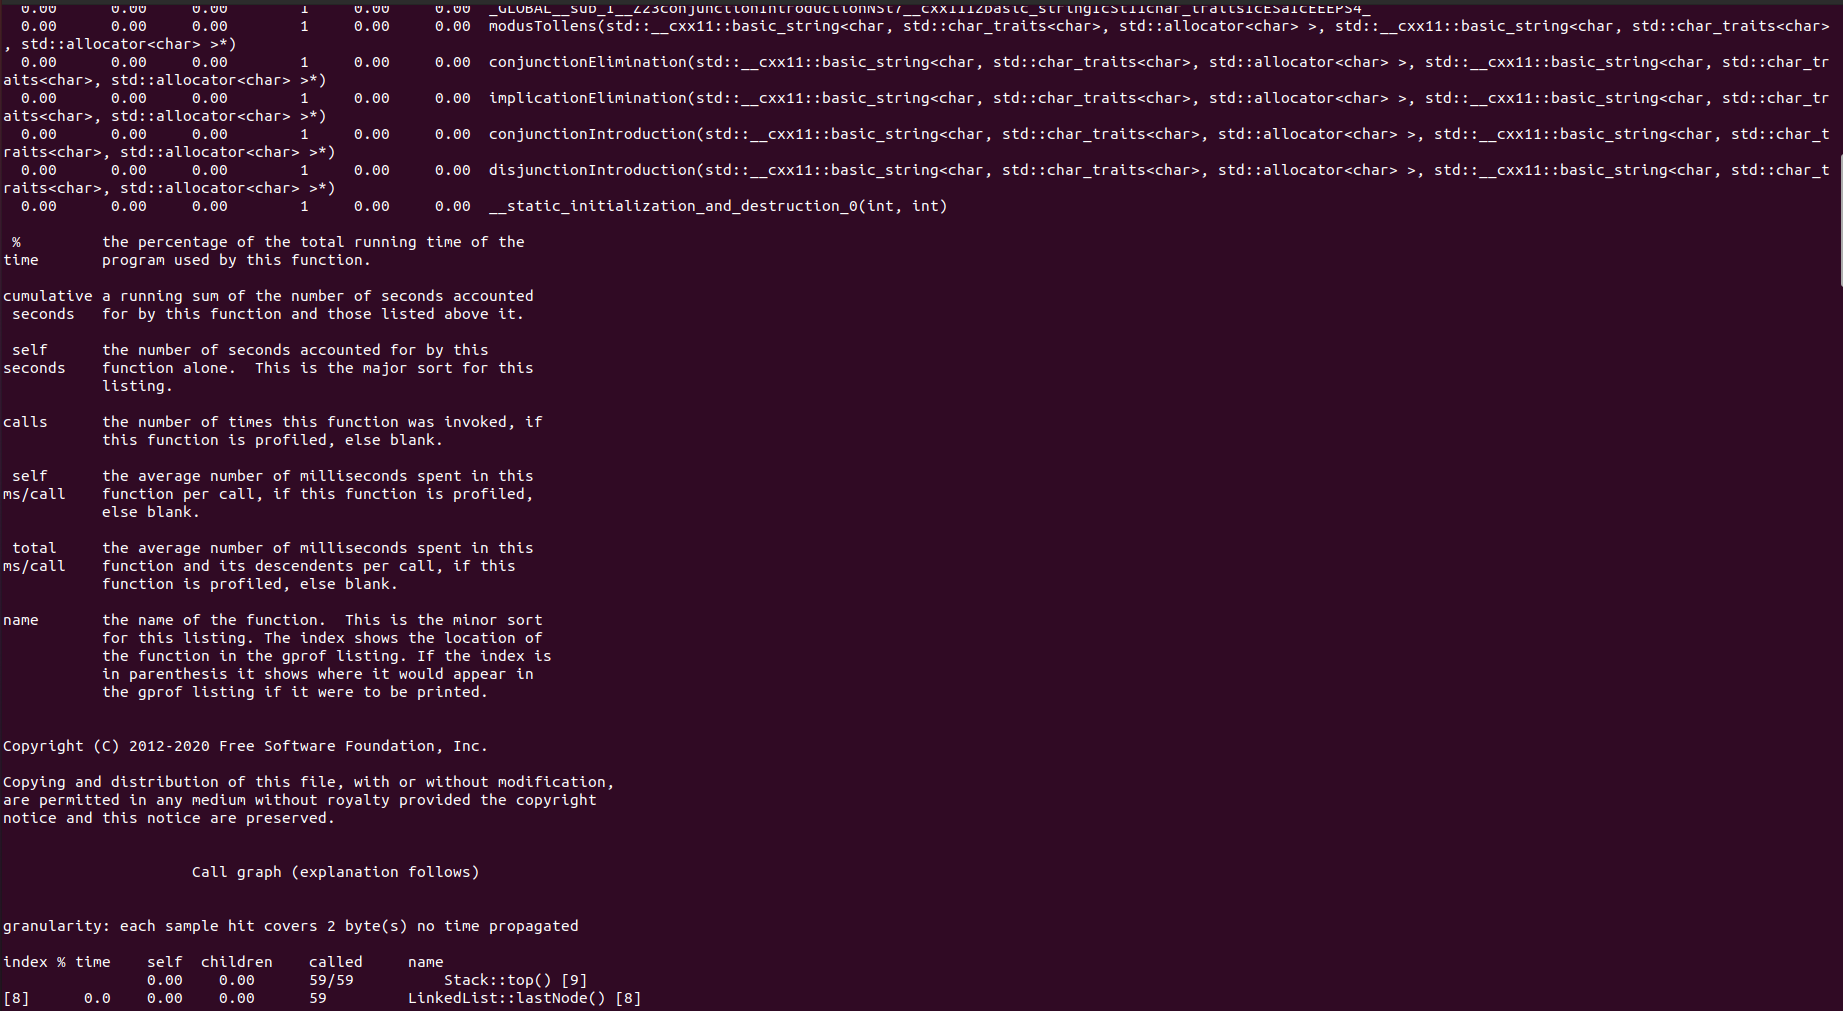 0.00 0.00 0.00 1 0.00 0.00 _GLOBAL__sub_I__Z23conjunctionIntroductionNSt7__cxx1112basic_stringIcSt11char_traitsIcESaIcEEEPS4_
0.00 0.00 0.00 1 0.00 0.00 modusTollens(std::__cxx11::basic_string<char, std::char_traits<char>, std::allocator<char> >, std::__cxx11::basic_string<char, std::char_traits<char>
, std::allocator<char> >*)
0.00 0.00 0.00 1 0.00 0.00 conjunctionElimination(std::__cxx11::basic_string<char, std::char_traits<char>, std::allocator<char> >, std::__cxx11::basic_string<char, std::char_tr
aits<char>, std::allocator<char> >*)
0.00 0.00 0.00 1 0.00 0.00 implicationElimination(std::__cxx11::basic_string<char, std::char_traits<char>, std::allocator<char> >, std::__cxx11::basic_string<char, std::char_tr
aits<char>, std::allocator<char> >*)
0.00 0.00 0.00 1 0.00 0.00 conjunctionIntroduction(std::__cxx11::basic_string<char, std::char_traits<char>, std::allocator<char> >, std::__cxx11::basic_string<char, std::char_t
raits<char>, std::allocator<char> >*)
0.00 0.00 0.00 1 0.00 0.00 disjunctionIntroduction(std::__cxx11::basic_string<char, std::char_traits<char>, std::allocator<char> >, std::__cxx11::basic_string<char, std::char_t
raits<char>, std::allocator<char> >*)
0.00 0.00 0.00 1 0.00 0.00 __static_initialization_and_destruction_0(int, int)
% the percentage of the total running time of the
time program used by this function.
cumulative a running sum of the number of seconds accounted
seconds for by this function and those listed above it.
self the number of seconds accounted for by this
seconds function alone. This is the major sort for this
listing.
calls the number of times this function was invoked, if
this function is profiled, else blank.
self the average number of milliseconds spent in this
ms/call function per call, if this function is profiled,
else blank.
total the average number of milliseconds spent in this
ms/call function and its descendents per call, if this
function is profiled, else blank.
name the name of the function. This is the minor sort
for this listing. The index shows the location of
the function in the gprof listing. If the index is
in parenthesis it shows where it would appear in
the gprof listing if it were to be printed.
Copyright (C) 2012-2020 Free Software Foundation, Inc.
Copying and distribution of this file, with or without modification,
are permitted in any medium without royalty provided the copyright
notice and this notice are preserved.
Call graph (explanation follows)
granularity: each sample hit covers 2 byte(s) no time propagated
index % time self children called name
0.00 0.00 59/59 Stack::top() [9]
[8] 0.0 0.00 0.00 59 LinkedList::lastNode() [8]